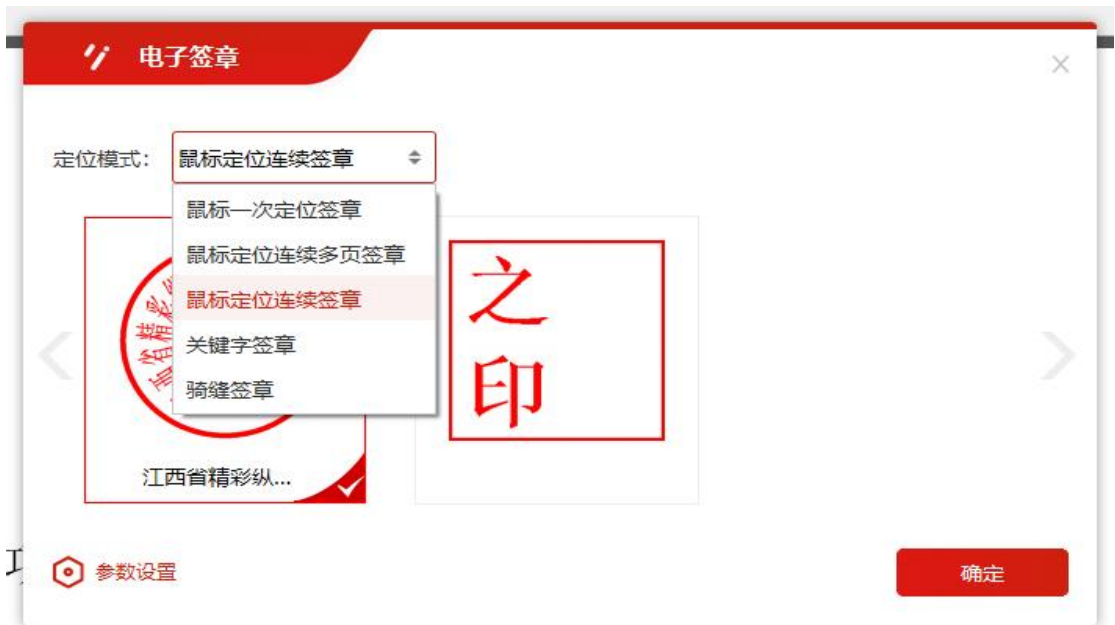 电子签章
定位模式： 鼠标定位连续签章
鼠标一次定位签章
鼠标定位连续多页签章
鼠标定位连续签章
关键字签章
骑缝签章
省精彩
之
印
江西省精彩纵...
参数设置
确定